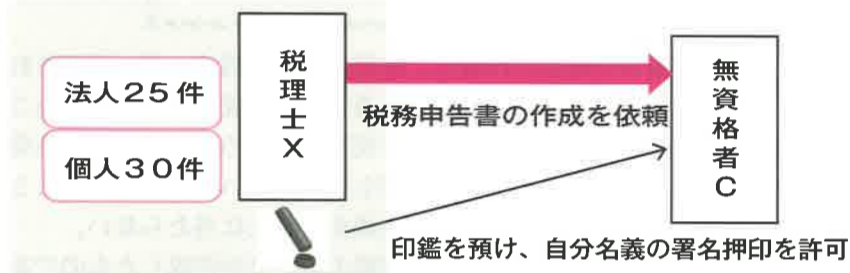 法人25件
個人30件
税理士X
税務申告書の作成を依頼
無資格者C
印鑑を預け、自分名義の署名押印を許可